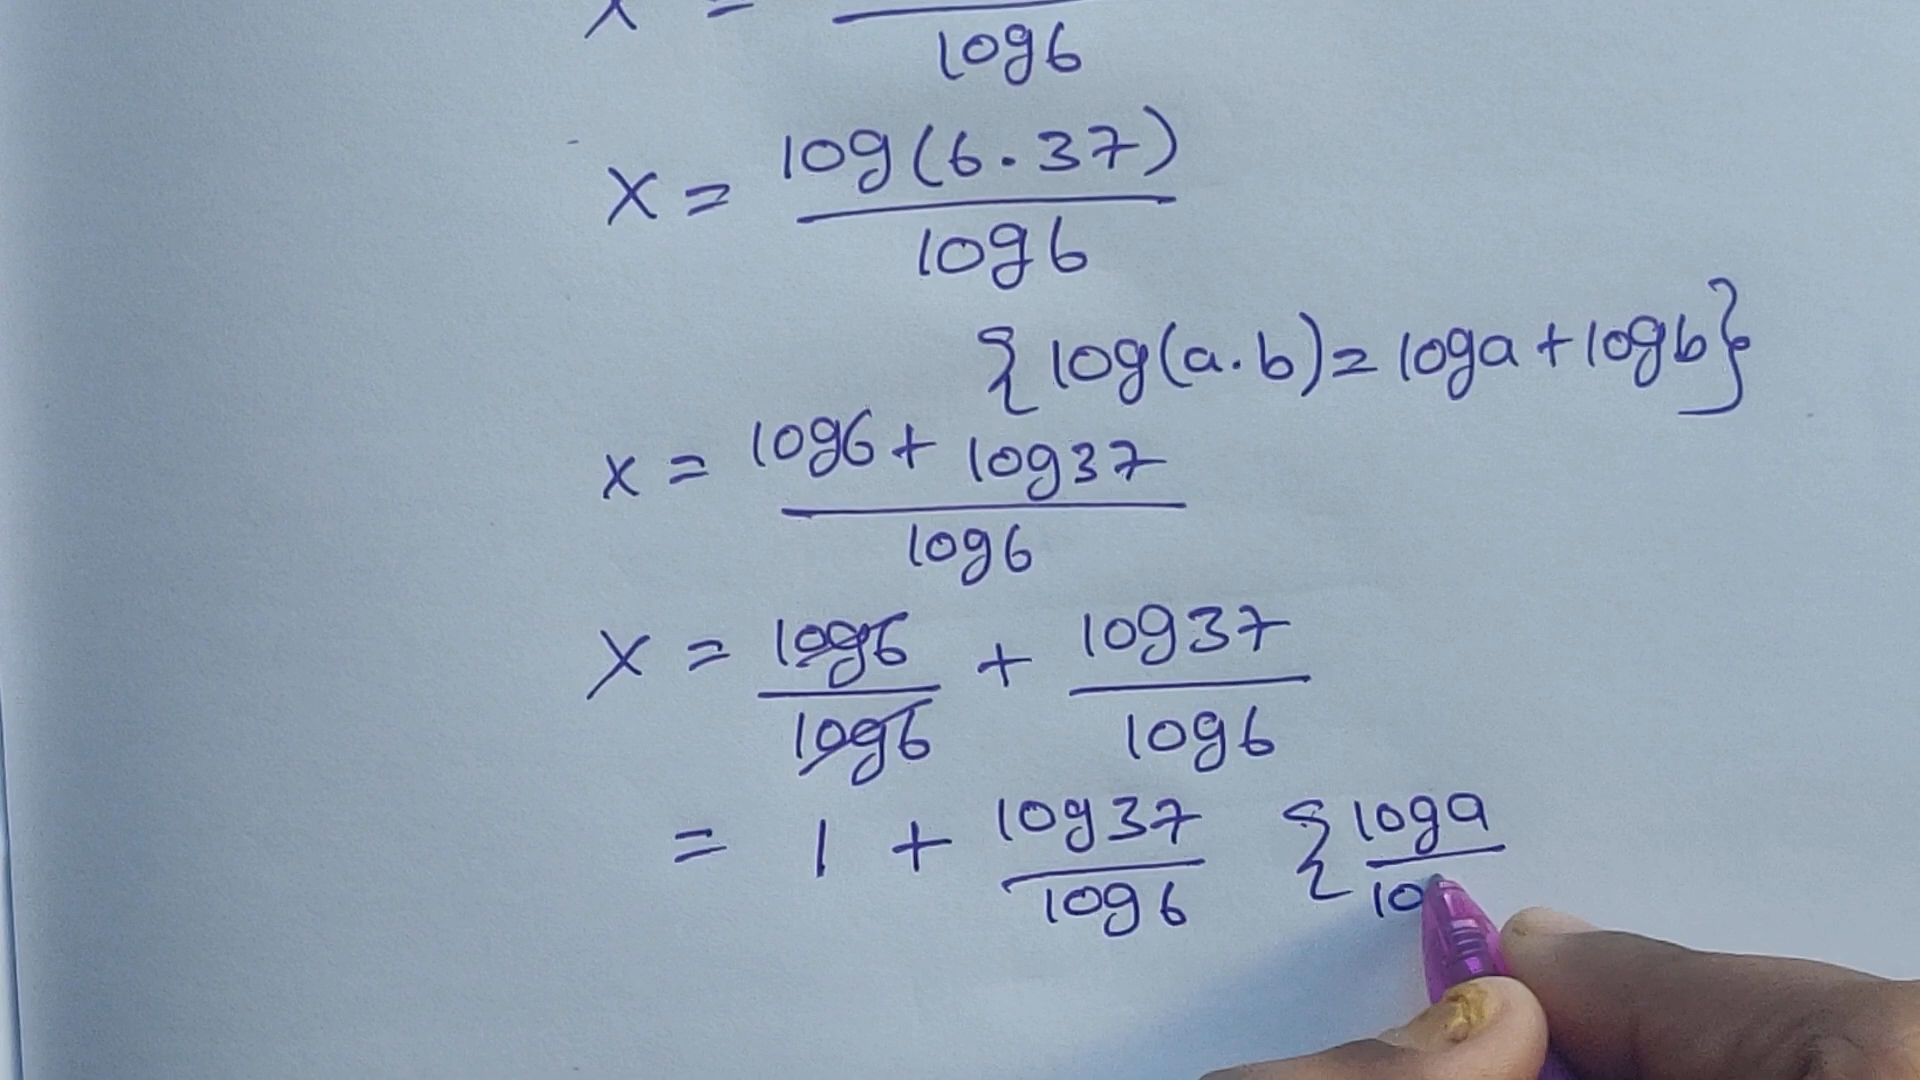 x = ―
log6
x = log(6.37)
log6
{log(a.b)=loga+logb}
x = log6 + log37
log6
x = log6 + log37
log6 log6
= 1 + log37 {loga
log6 lo